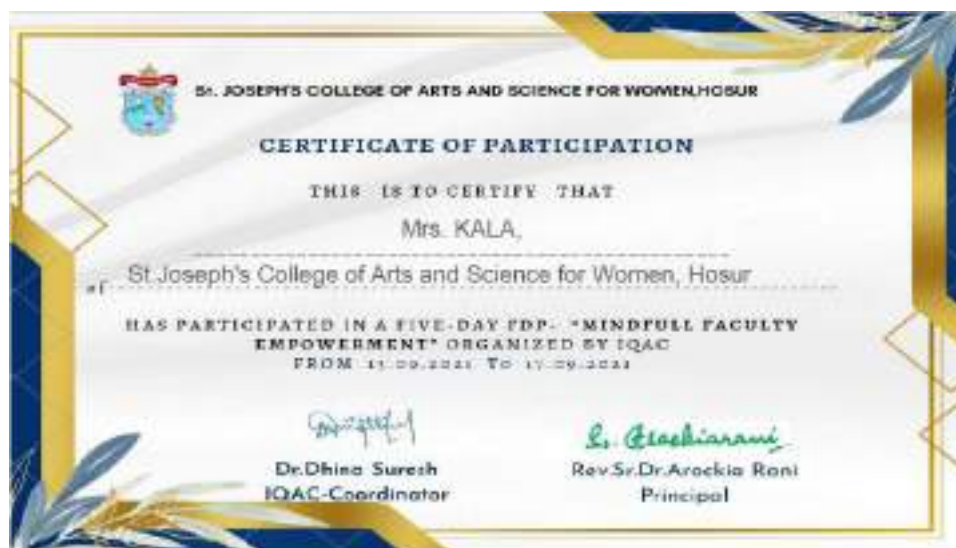 St. JOSEPH'S COLLEGE OF ARTS AND SCIENCE FOR WOMEN,HOSUR
CERTIFICATE OF PARTICIPATION
THIS IS TO CERTIFY THAT
Mrs. KALA,
of St.Joseph's College of Arts and Science for Women, Hosur
HAS PARTICIPATED IN A FIVE-DAY FDP- "MINDFULL FACULTY
EMPOWERMENT" ORGANIZED BY IQAC
FROM TO
Dr.Dhina Suresh
Rev.Sr.Dr.Arockia Rani
IQAC-Coordinator
Principal